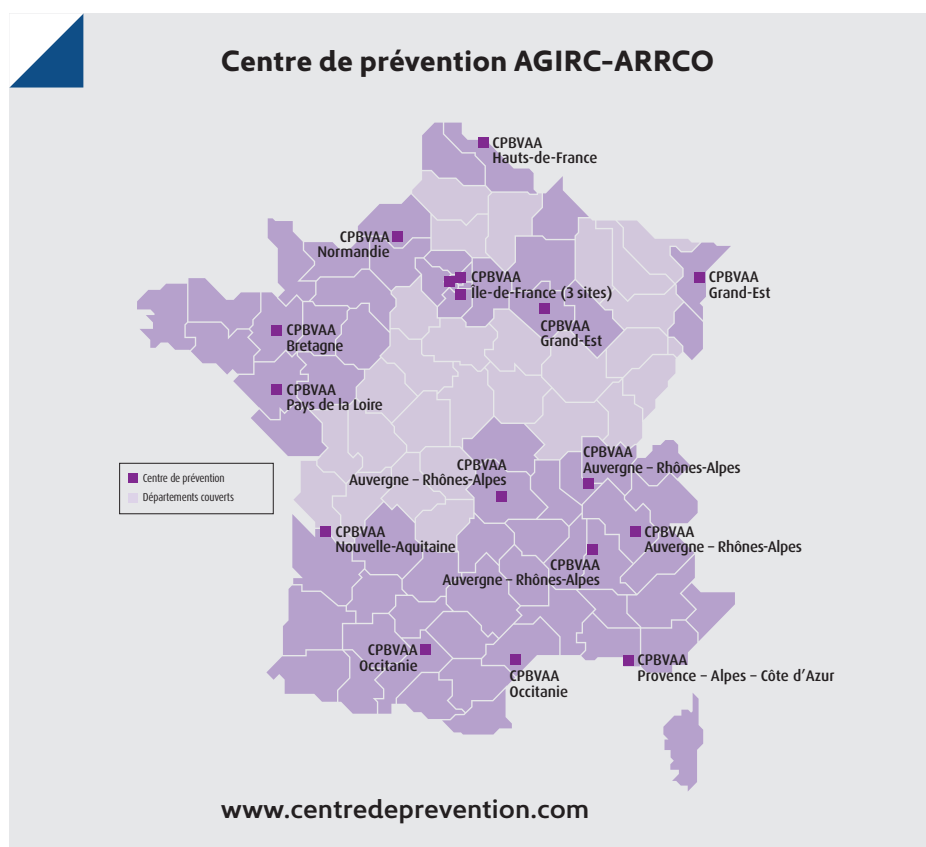 Centre de prévention AGIRC-ARRCO
CPBVAA
Hauts-de-France
CPBVAA
Normandie
CPBVAA
Île-de-France (3 sites)
CPBVAA
Grand-Est
CPBVAA
Grand-Est
CPBVAA
Bretagne
CPBVAA
Pays de la Loire
CPBVAA
Auvergne – Rhônes-Alpes
CPBVAA
Auvergne – Rhônes-Alpes
Centre de prévention
Départements couverts
CPBVAA
Nouvelle-Aquitaine
CPBVAA
Auvergne – Rhônes-Alpes
CPBVAA
Auvergne – Rhônes-Alpes
CPBVAA
Occitanie
CPBVAA
Occitanie
CPBVAA
Provence – Alpes – Côte d’Azur
www.centredeprevention.com